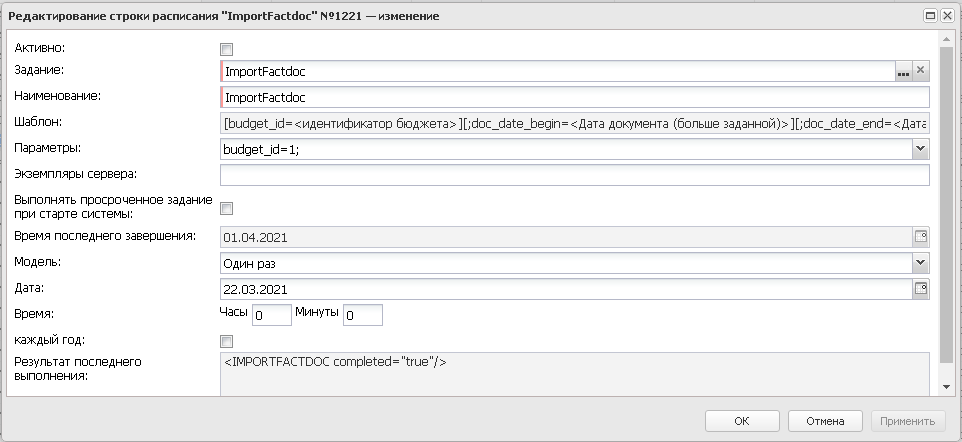 Редактирование строки расписания "ImportFactdoc" №1221 — изменение
Активно:
Задание: ImportFactdoc ...
Наименование: ImportFactdoc
Шаблон: [budget_id=<идентификатор бюджета>][;doc_date_begin=<Дата документа (больше заданной)>][;doc_date_end=<Дата
Параметры: budget_id=1;
Экземпляры сервера:
Выполнять просроченное задание
при старте системы:
Время последнего завершения: 01.04.2021
Модель: Один раз
Дата: 22.03.2021
Время: Часы 0 Минуты 0
каждый год:
Результат последнего
выполнения:
<IMPORTFACTDOC completed="true"/>
ОК Отмена Применить